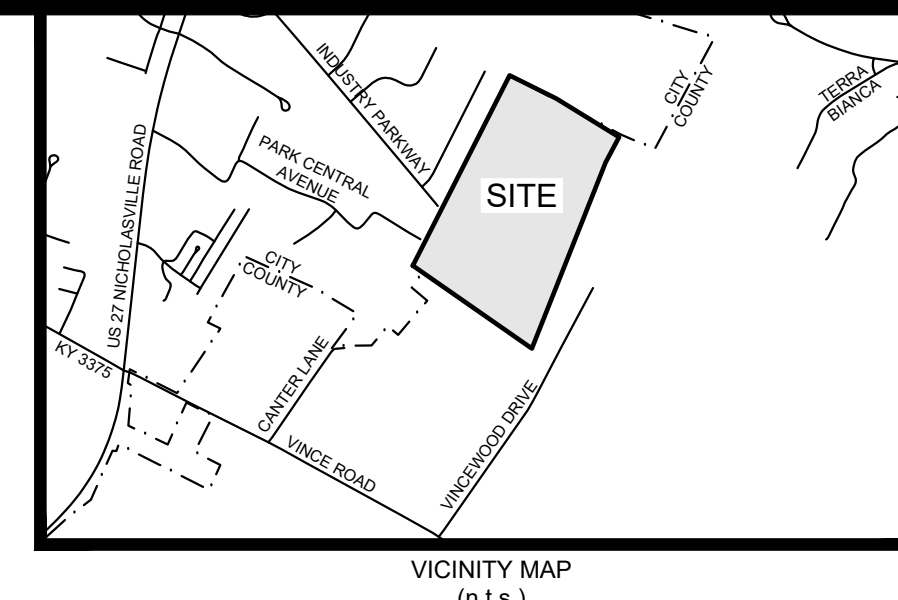 INDUSTRY PARKWAY
CITY
COUNTY
TERRA
BIANCA
US 27 NICHOLASVILLE ROAD
PARK CENTRAL
AVENUE
SITE
CITY
COUNTY
KY 3375
CANTER LANE
VINCE ROAD
VINCEWOOD DRIVE
VICINITY MAP
(n.t.s.)